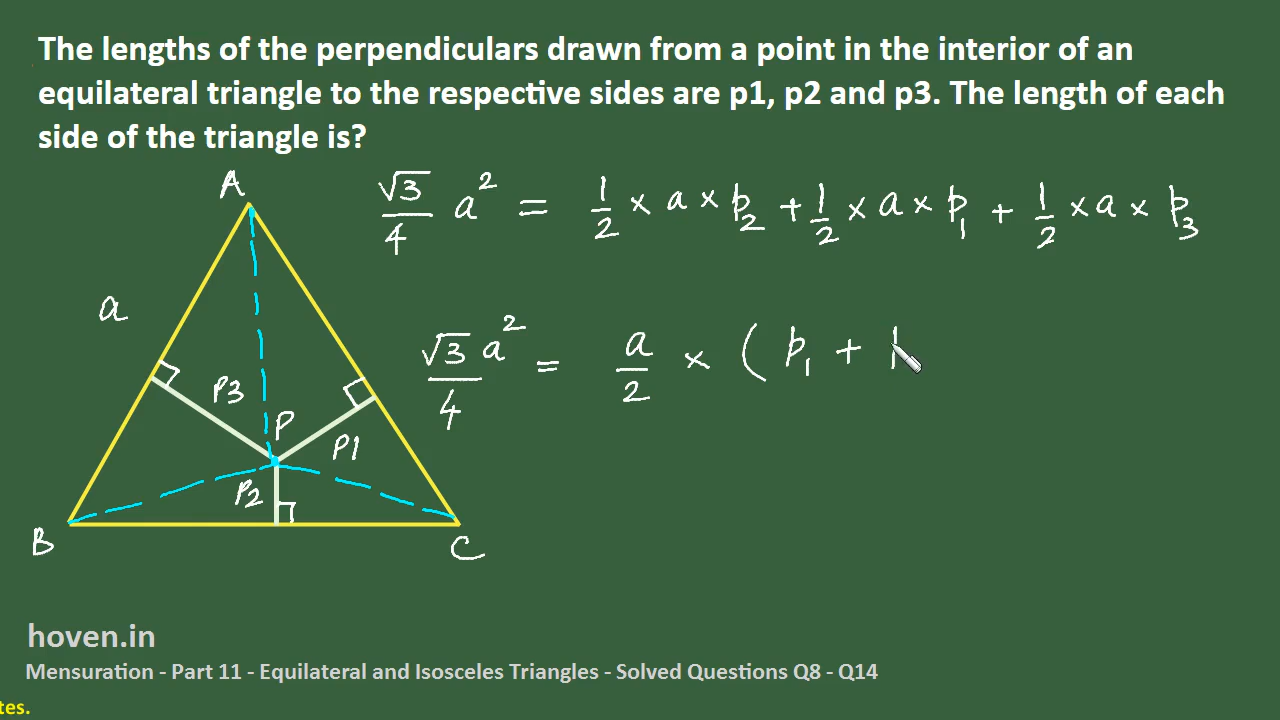 The lengths of the perpendiculars drawn from a point in the interior of an
equilateral triangle to the respective sides are p1, p2 and p3. The length of each
side of the triangle is?
A
√3/4 a² = 1/2 × a × p₂ + 1/2 × a × p₁ + 1/2 × a × p₃
a
√3/4 a² = a/2 × ( p₁ +
P3
P
P1
P2
B
C
hoven.in
Mensuration - Part 11 - Equilateral and Isosceles Triangles - Solved Questions Q8 - Q14
tes.